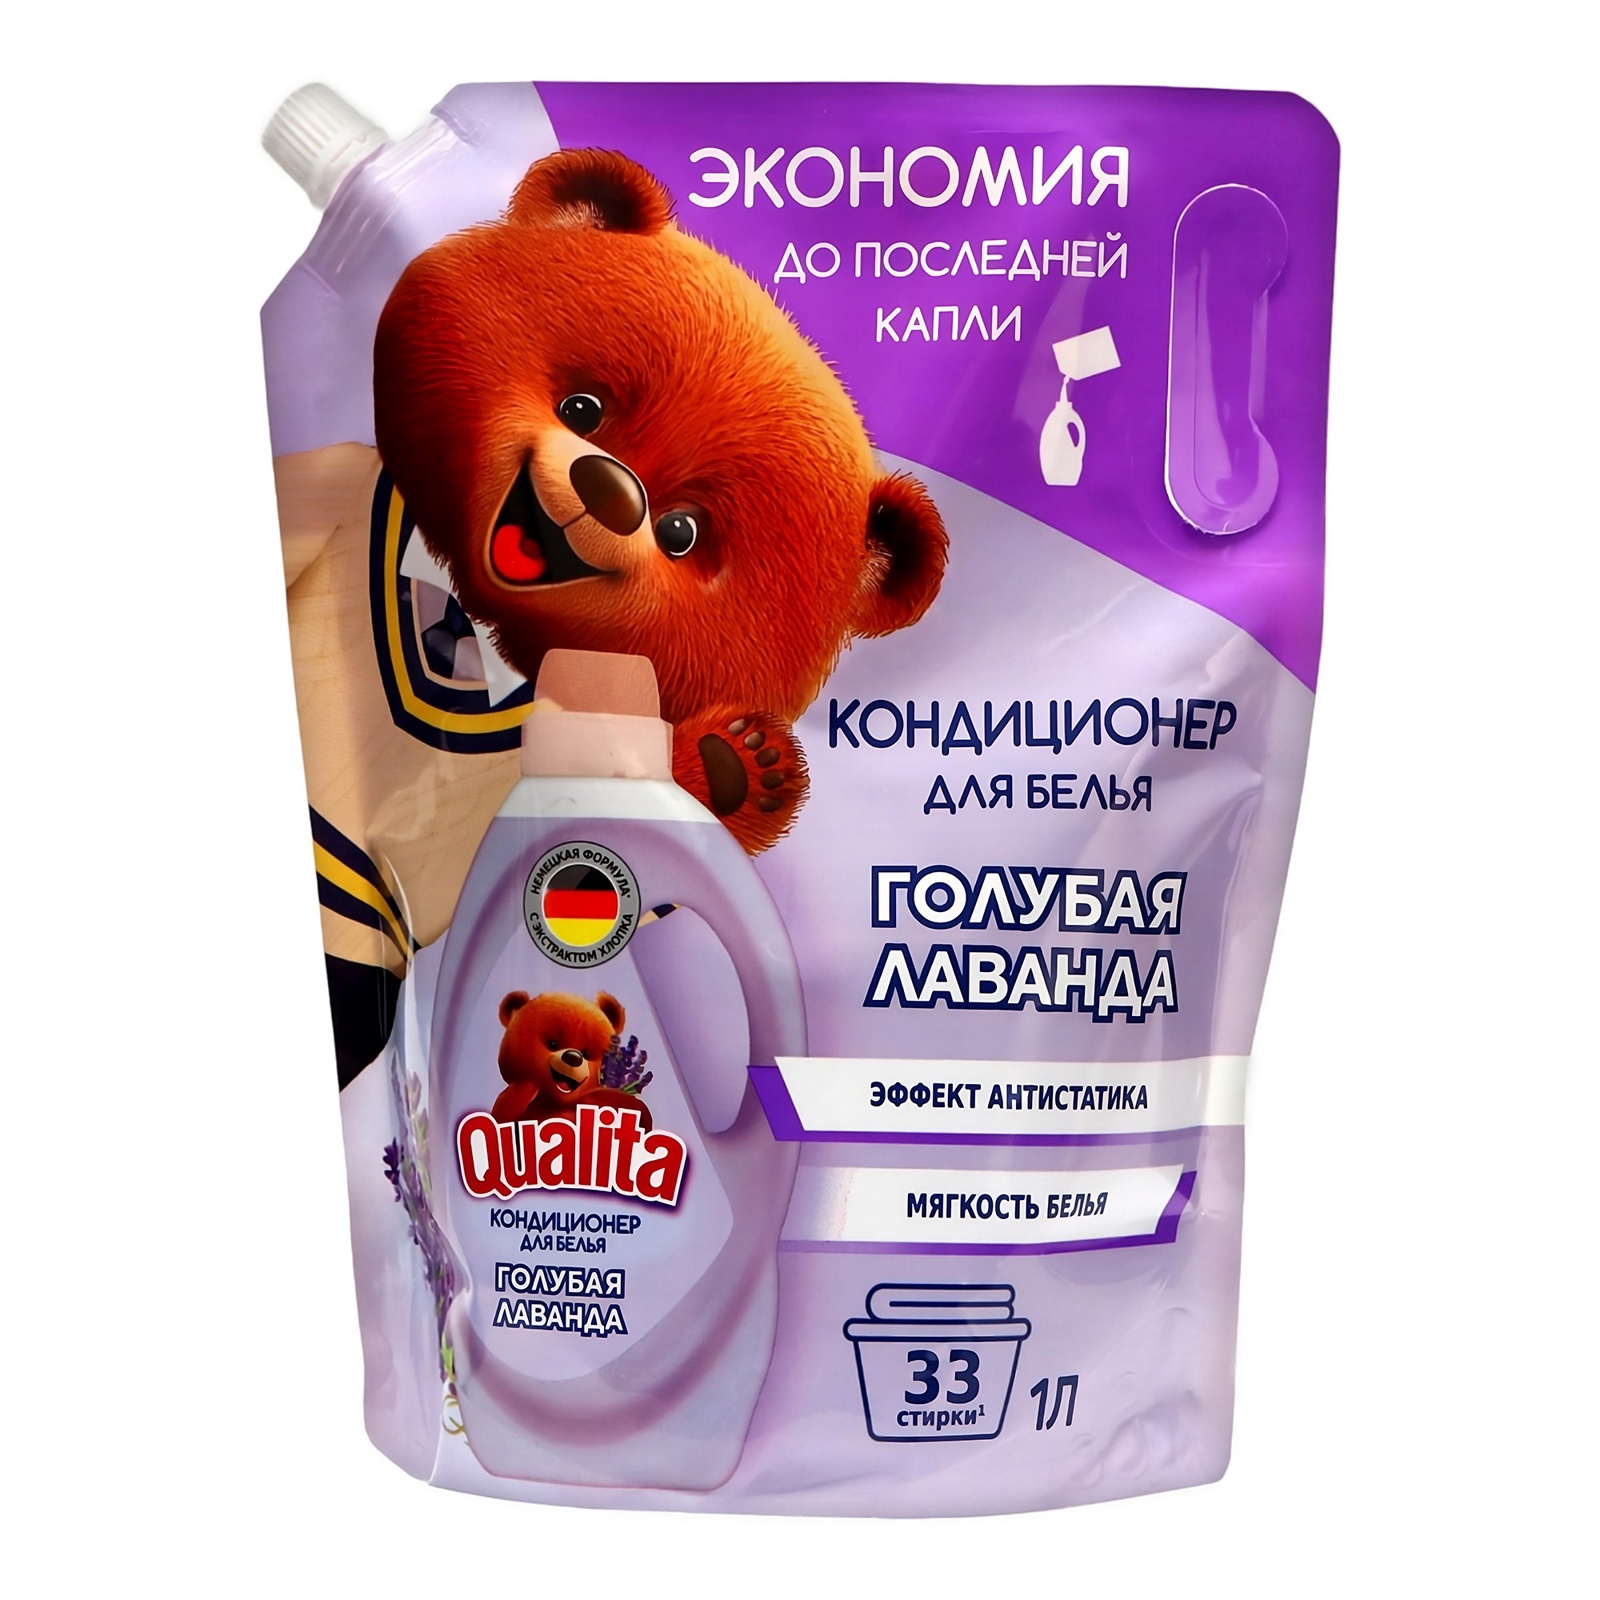 ЭКОНОМИЯ
ДО ПОСЛЕДНЕЙ
КАПЛИ
КОНДИЦИОНЕР
ДЛЯ БЕЛЬЯ
ГОЛУБАЯ
ЛАВАНДА
ЭФФЕКТ АНТИСТАТИКА
МЯГКОСТЬ БЕЛЬЯ
33
стирки¹
1Л
НЕМЕЦКАЯ ФОРМУЛА*
С ЭКСТРАКТОМ ХЛОПКА
Qualita
КОНДИЦИОНЕР
ДЛЯ БЕЛЬЯ
ГОЛУБАЯ
ЛАВАНДА